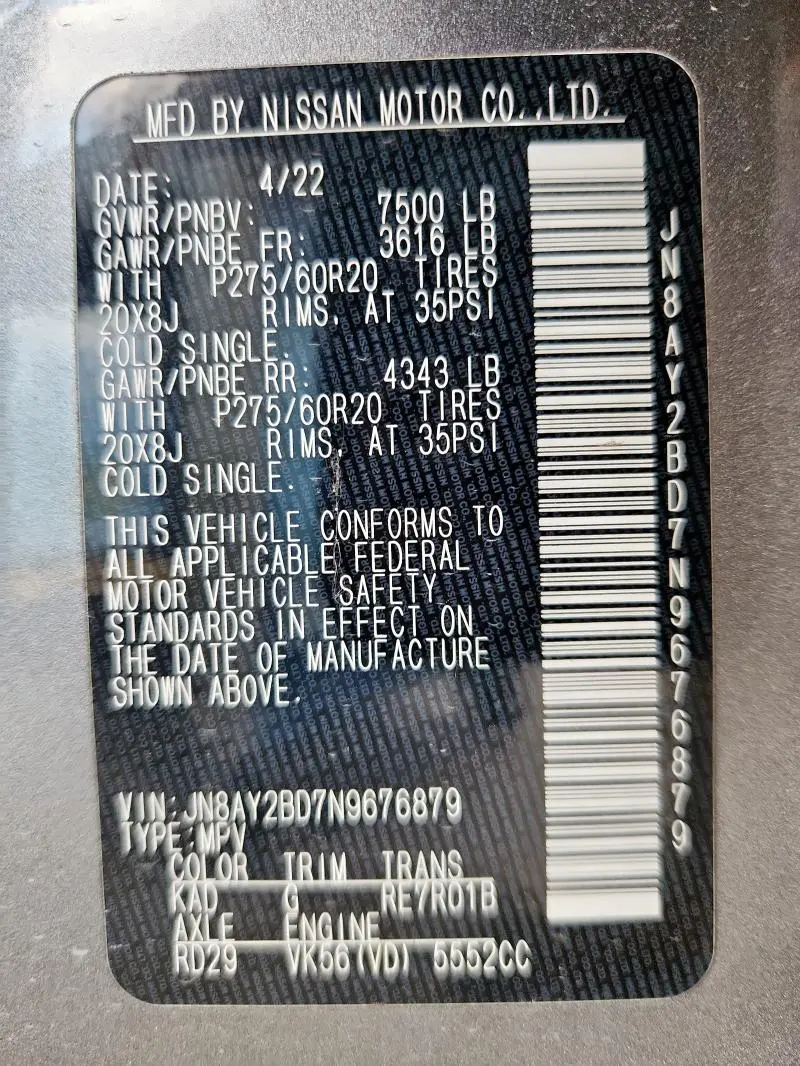 MFD BY NISSAN MOTOR CO.,LTD.
DATE: 4/22
GVWR/PNBV: 7500 LB
GAWR/PNBE FR: 3616 LB
WITH P275/60R20 TIRES
20X8J RIMS, AT 35PSI
COLD SINGLE.
GAWR/PNBE RR: 4343 LB
WITH P275/60R20 TIRES
20X8J RIMS, AT 35PSI
COLD SINGLE.
THIS VEHICLE CONFORMS TO
ALL APPLICABLE FEDERAL
MOTOR VEHICLE SAFETY
STANDARDS IN EFFECT ON
THE DATE OF MANUFACTURE
SHOWN ABOVE.
VIN:JN8AY2BD7N9676879
TYPE:MPV
COLOR TRIM TRANS
KAD G RE7R01B
AXLE ENGINE
RD29 VK56(VD) 5552CC
JN8AY2BD7N9676879